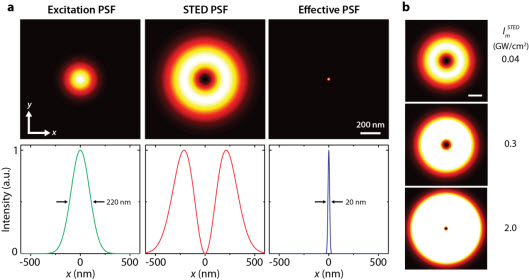 a
Excitation PSF
STED PSF
Effective PSF
y
x
200 nm
Intensity (a.u.)
1
0
220 nm
20 nm
-500 0 500
-500 0 500
-500 0 500
x (nm)
x (nm)
x (nm)
b
I_m^STED
(GW/cm²)
0.04
0.3
2.0